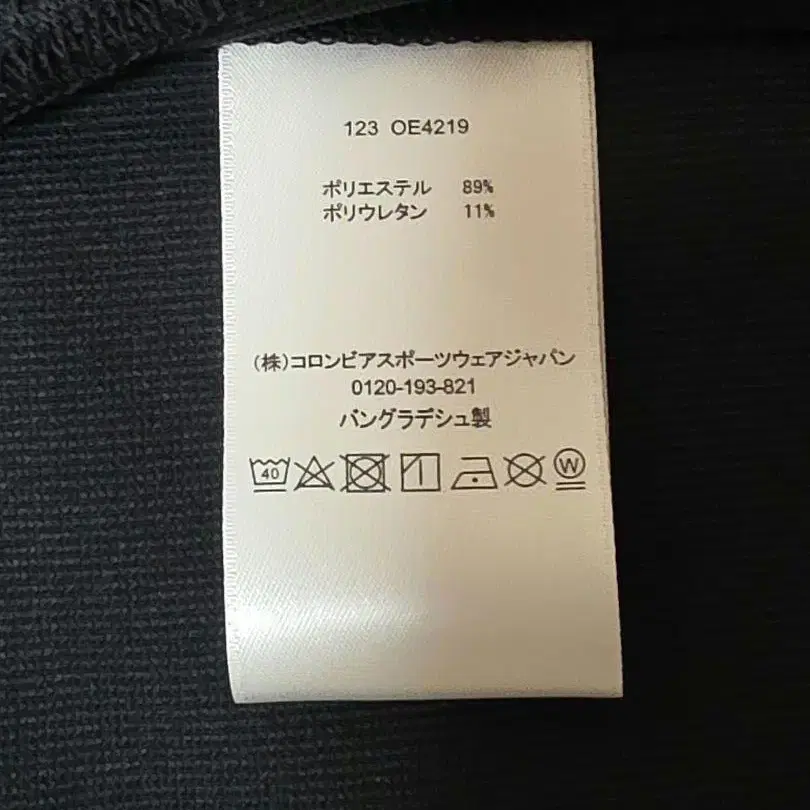 123 OE4219
ポリエステル 89%
ポリウレタン 11%
(株)コロンビアスポーツウェアジャパン
0120-193-821
バングラデシュ製
40 W